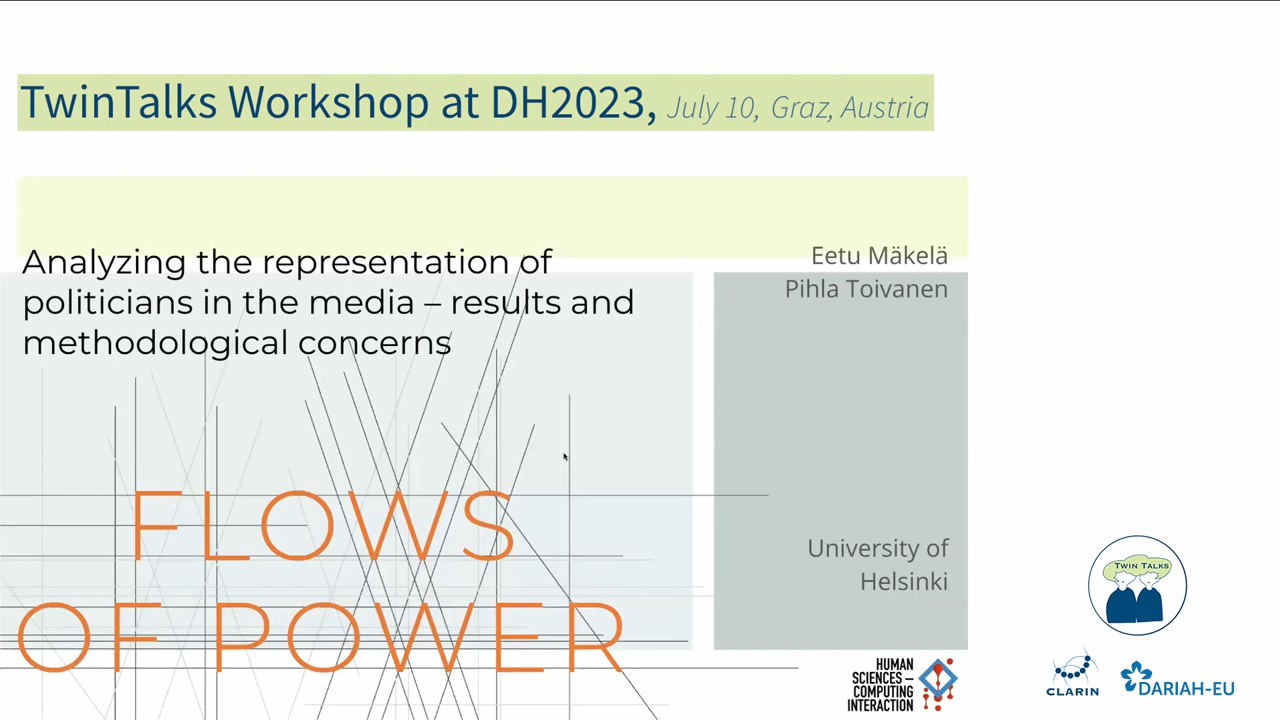 TwinTalks Workshop at DH2023, July 10, Graz, Austria
Analyzing the representation of
politicians in the media – results and
methodological concerns
Eetu Mäkelä
Pihla Toivanen
FLOWS
OF POWER
University of
Helsinki
TWIN TALKS
HUMAN
SCIENCES –
COMPUTING
INTERACTION
CLARIN
DARIAH-EU